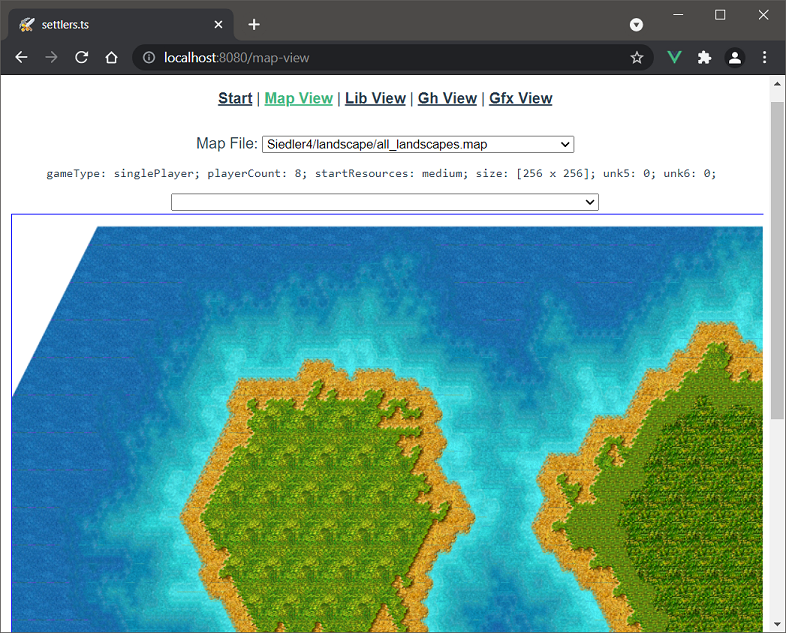 settlers.ts
localhost:8080/map-view
Start | Map View | Lib View | Gh View | Gfx View
Map File: Siedler4/landscape/all_landscapes.map
gameType: singlePlayer; playerCount: 8; startResources: medium; size: [256 x 256]; unk5: 0; unk6: 0;